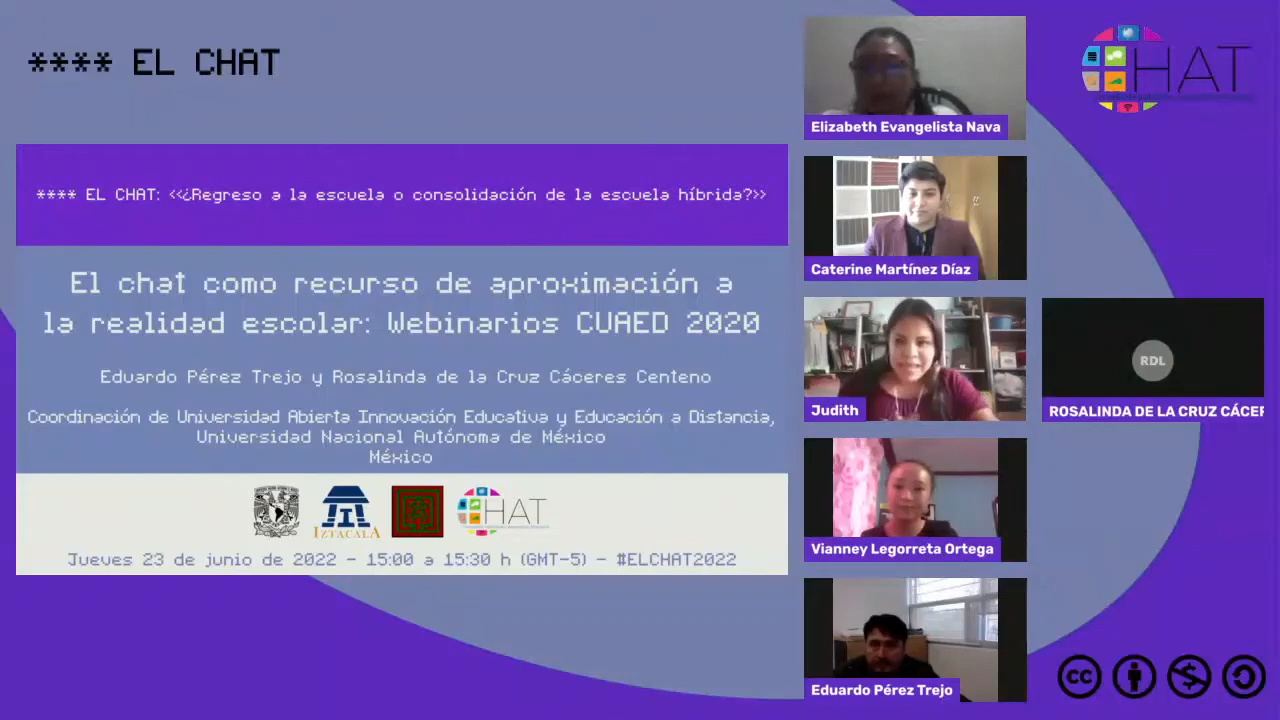 **** EL CHAT
**** EL CHAT: <<¿Regreso a la escuela o consolidación de la escuela híbrida?>>
El chat como recurso de aproximación a
la realidad escolar: Webinarios CUAED 2020
Eduardo Pérez Trejo y Rosalinda de la Cruz Cáceres Centeno
Coordinación de Universidad Abierta Innovación Educativa y Educación a Distancia,
Universidad Nacional Autónoma de México
México
IZTACALA
CHAT
Jueves 23 de junio de 2022 - 15:00 a 15:30 h (GMT-5) - #ELCHAT2022
Elizabeth Evangelista Nava
Caterine Martínez Díaz
Judith
Vianney Legorreta Ortega
Eduardo Pérez Trejo
CHAT
RDL
ROSALINDA DE LA CRUZ CÁCER
cc